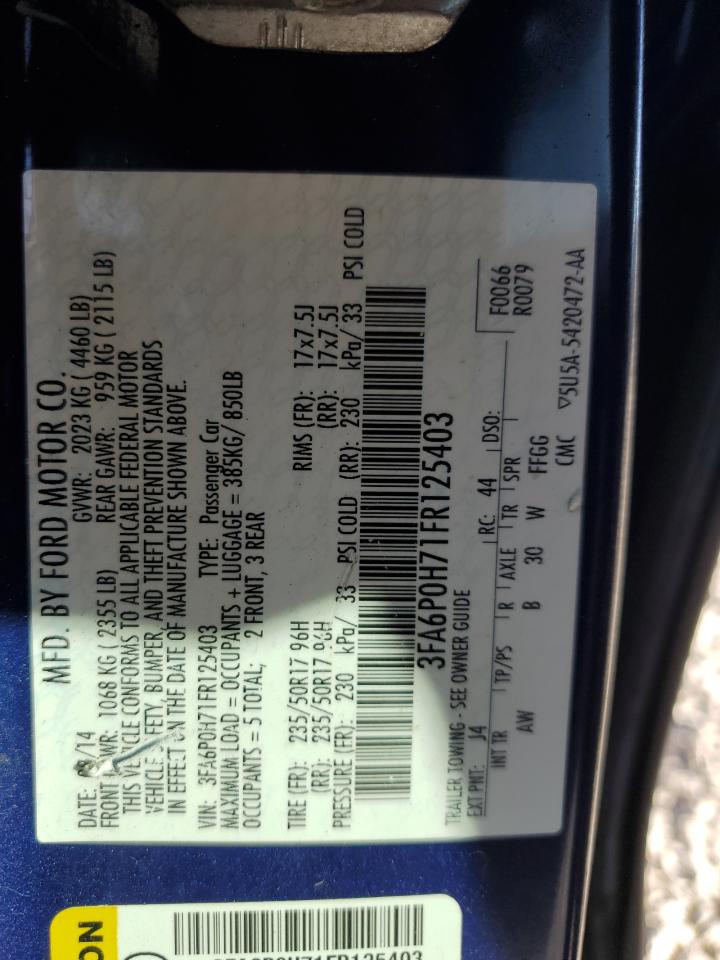 MFD. BY FORD MOTOR CO.
DATE: 08/14 GVWR: 2023 KG ( 4460 LB)
FRONT GAWR: 1068 KG ( 2355 LB) REAR GAWR: 959 KG ( 2115 LB)
THIS VEHICLE CONFORMS TO ALL APPLICABLE FEDERAL MOTOR
VEHICLE SAFETY, BUMPER, AND THEFT PREVENTION STANDARDS
IN EFFECT ON THE DATE OF MANUFACTURE SHOWN ABOVE.
VIN: 3FA6P0H71FR125403 TYPE: Passenger Car
MAXIMUM LOAD = OCCUPANTS + LUGGAGE = 385KG/ 850LB
OCCUPANTS = 5 TOTAL; 2 FRONT, 3 REAR
TIRE (FR): 235/50R17 96H RIMS (FR): 17x7.5J
(RR): 235/50R17 96H (RR): 17x7.5J
PRESSURE (FR): 230 kPa/ 33 PSI COLD (RR): 230 kPa/ 33 PSI COLD
3FA6P0H71FR125403
TRAILER TOWING - SEE OWNER GUIDE
EXT PNT: J4 RC: 44 DSO: F0066
R0079
INT TR TP/PS R AXLE TR SPR
AW B 30 W FFGG
CMC ▽5U5A-5420472-AA
ON
3FA6P0H71FR125403